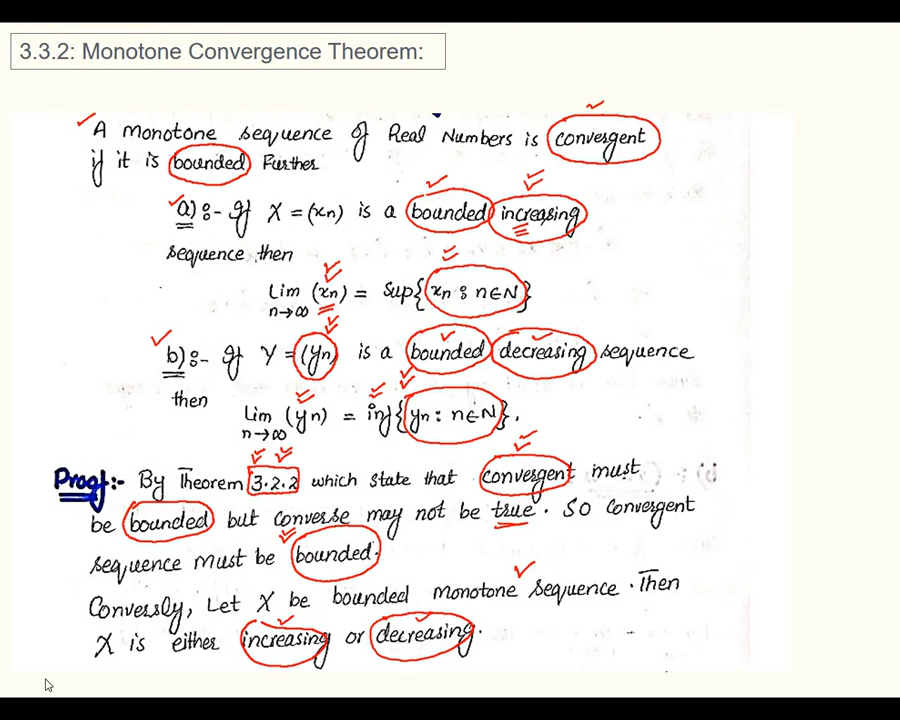 3.3.2: Monotone Convergence Theorem:
A Monotone sequence of Real Numbers is convergent
if it is bounded Further
a):- If X = (xn) is a bounded increasing
sequence then
Lim (xn) = Sup{xn : n∈N}
n→∞
b):- If Y = (yn) is a bounded decreasing sequence
then
Lim (yn) = inf{yn : n∈N}.
n→∞
Proof:- By Theorem 3.2.2 which state that convergent must
be bounded but converse may not be true. So convergent
sequence must be bounded.
Conversly, Let X be bounded monotone sequence. Then
X is either increasing or decreasing.